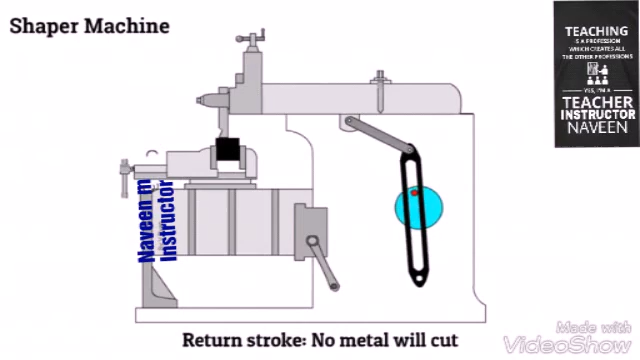 Shaper Machine
TEACHING
IS A PROFESSION
WHICH CREATES ALL
THE OTHER PROFESSIONS
YES, I'M A
TEACHER
INSTRUCTOR
NAVEEN
Naveen m
Instructor
Return stroke: No metal will cut
Made with
VideoShow